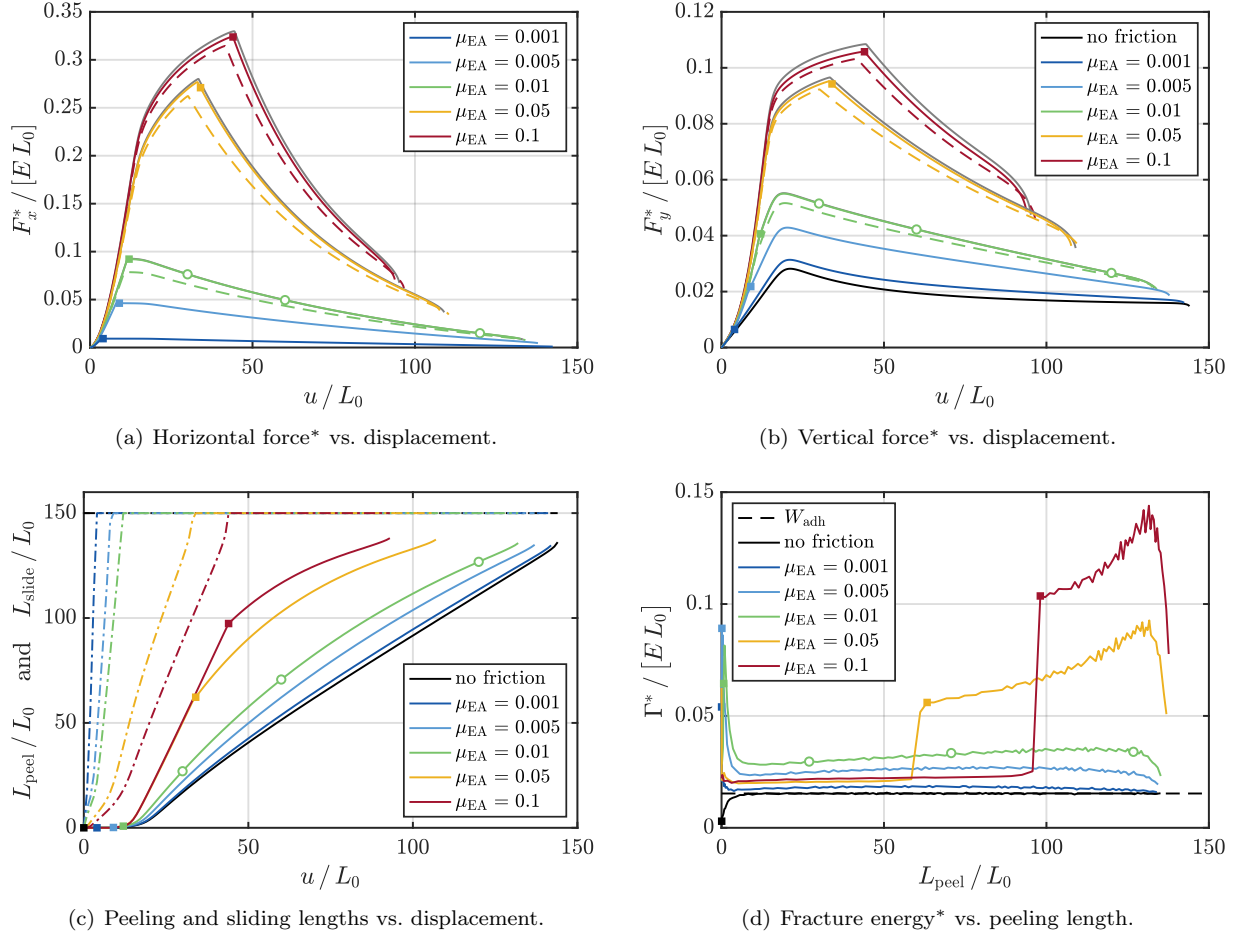 0.35
0.3
0.25
0.2
0.15
0.1
0.05
0
0 50 100 150
F*x / [E L0]
u / L0
μEA = 0.001
μEA = 0.005
μEA = 0.01
μEA = 0.05
μEA = 0.1
(a) Horizontal force* vs. displacement.
0.12
0.1
0.08
0.06
0.04
0.02
0
0 50 100 150
F*y / [E L0]
u / L0
no friction
μEA = 0.001
μEA = 0.005
μEA = 0.01
μEA = 0.05
μEA = 0.1
(b) Vertical force* vs. displacement.
150
100
50
0
0 50 100 150
Lpeel / L0 and Lslide / L0
u / L0
no friction
μEA = 0.001
μEA = 0.005
μEA = 0.01
μEA = 0.05
μEA = 0.1
(c) Peeling and sliding lengths vs. displacement.
0.15
0.1
0.05
0
0 50 100 150
Γ* / [E L0]
Lpeel / L0
Wadh
no friction
μEA = 0.001
μEA = 0.005
μEA = 0.01
μEA = 0.05
μEA = 0.1
(d) Fracture energy* vs. peeling length.